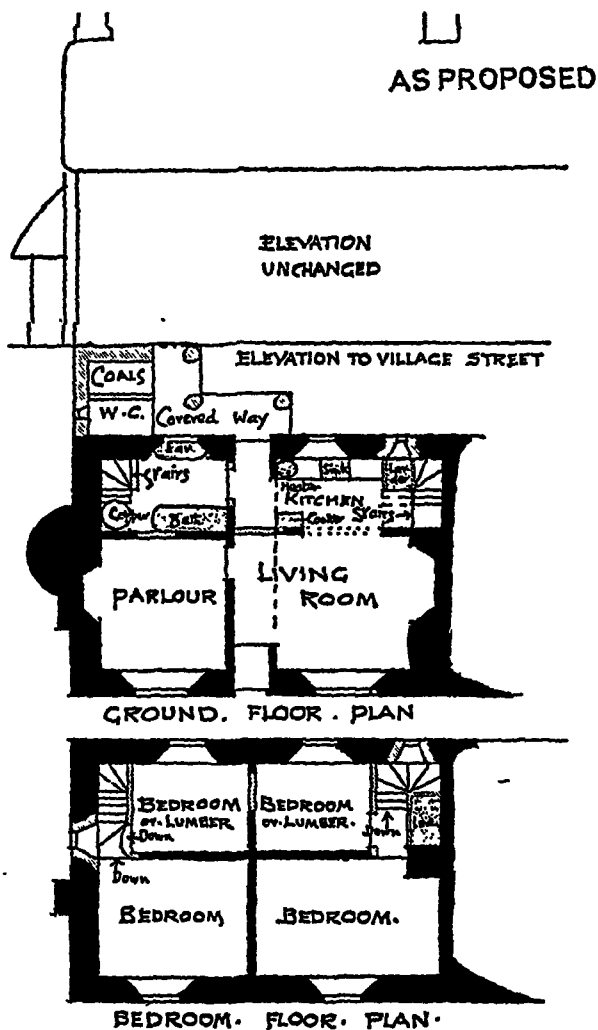 AS PROPOSED
ELEVATION
UNCHANGED
ELEVATION TO VILLAGE STREET
COALS
W.C.
Covered Way
Stairs
Sink
KITCHEN
Cooker Stairs
Copper Bath
LIVING
PARLOUR ROOM
GROUND. FLOOR. PLAN
BEDROOM BEDROOM
or. LUMBER or. LUMBER.
Down Down
Down
BEDROOM BEDROOM.
BEDROOM. FLOOR. PLAN.